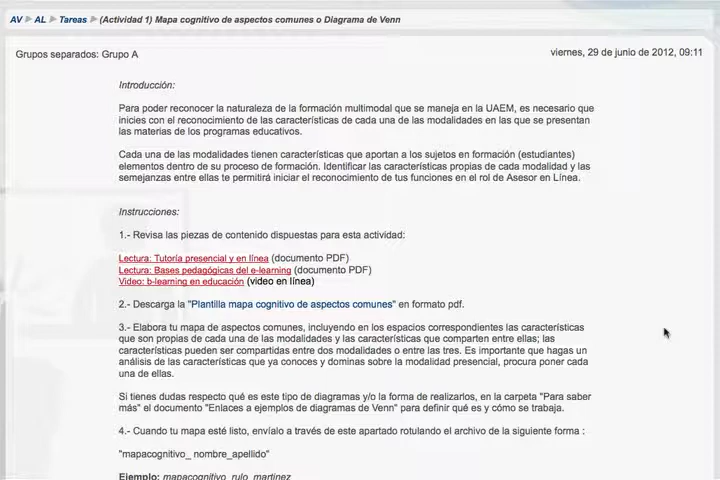 AV ▶ AL ▶ Tareas ▶ (Actividad 1) Mapa cognitivo de aspectos comunes o Diagrama de Venn
Grupos separados: Grupo A
viernes, 29 de junio de 2012, 09:11
Introducción:
Para poder reconocer la naturaleza de la formación multimodal que se maneja en la UAEM, es necesario que
inicies con el reconocimiento de las características de cada una de las modalidades en las que se presentan
las materias de los programas educativos.
Cada una de las modalidades tienen características que aportan a los sujetos en formación (estudiantes)
elementos dentro de su proceso de formación. Identificar las características propias de cada modalidad y las
semejanzas entre ellas te permitirá iniciar el reconocimiento de tus funciones en el rol de Asesor en Línea.
Instrucciones:
1.- Revisa las piezas de contenido dispuestas para esta actividad:
Lectura: Tutoría presencial y en línea (documento PDF)
Lectura: Bases pedagógicas del e-learning (documento PDF)
Video: b-learning en educación (video en línea)
2.- Descarga la "Plantilla mapa cognitivo de aspectos comunes" en formato pdf.
3.- Elabora tu mapa de aspectos comunes, incluyendo en los espacios correspondientes las características
que son propias de cada una de las modalidades y las características que comparten entre ellas; las
características pueden ser compartidas entre dos modalidades o entre las tres. Es importante que hagas un
análisis de las características que ya conoces y dominas sobre la modalidad presencial, procura poner cada
una de ellas.
Si tienes dudas respecto qué es este tipo de diagramas y/o la forma de realizarlos, en la carpeta "Para saber
más" el documento "Enlaces a ejemplos de diagramas de Venn" para definir qué es y cómo se trabaja.
4.- Cuando tu mapa esté listo, envíalo a través de este apartado rotulando el archivo de la siguiente forma :
"mapacognitivo_ nombre_apellido"
Ejemplo: mapacognitivo_rulo_martinez